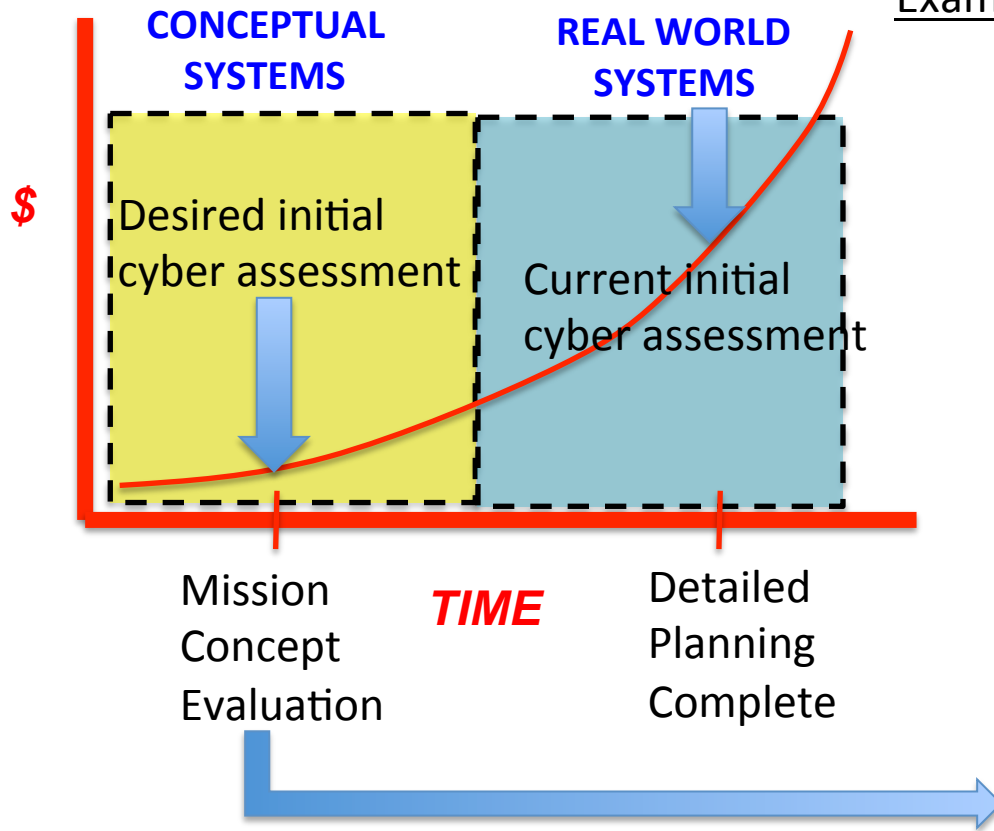 CONCEPTUAL
SYSTEMS
REAL WORLD
SYSTEMS
$
Desired initial
cyber assessment
Current initial
cyber assessment
Mission
Concept
Evaluation
TIME
Detailed
Planning
Complete